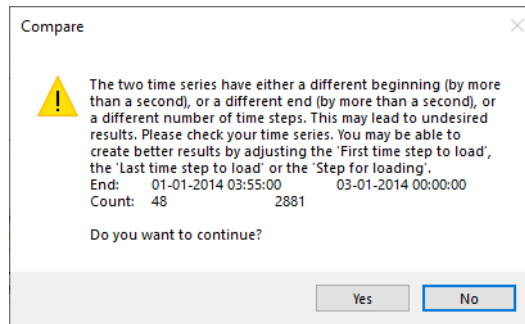 Compare
The two time series have either a different beginning (by more
than a second), or a different end (by more than a second), or
a different number of time steps. This may lead to undesired
results. Please check your time series. You may be able to
create better results by adjusting the 'First time step to load',
the 'Last time step to load' or the 'Step for loading'.
End: 01-01-2014 03:55:00 03-01-2014 00:00:00
Count: 48 2881
Do you want to continue?
Yes No